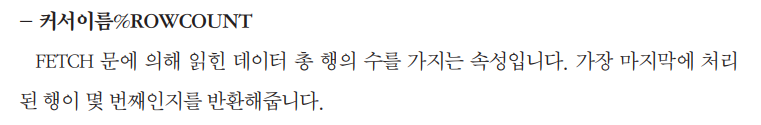 – 커서이름%ROWCOUNT
FETCH 문에 의해 읽힌 데이터 총 행의 수를 가지는 속성입니다. 가장 마지막에 처리
된 행이 몇 번째인지를 반환해줍니다.